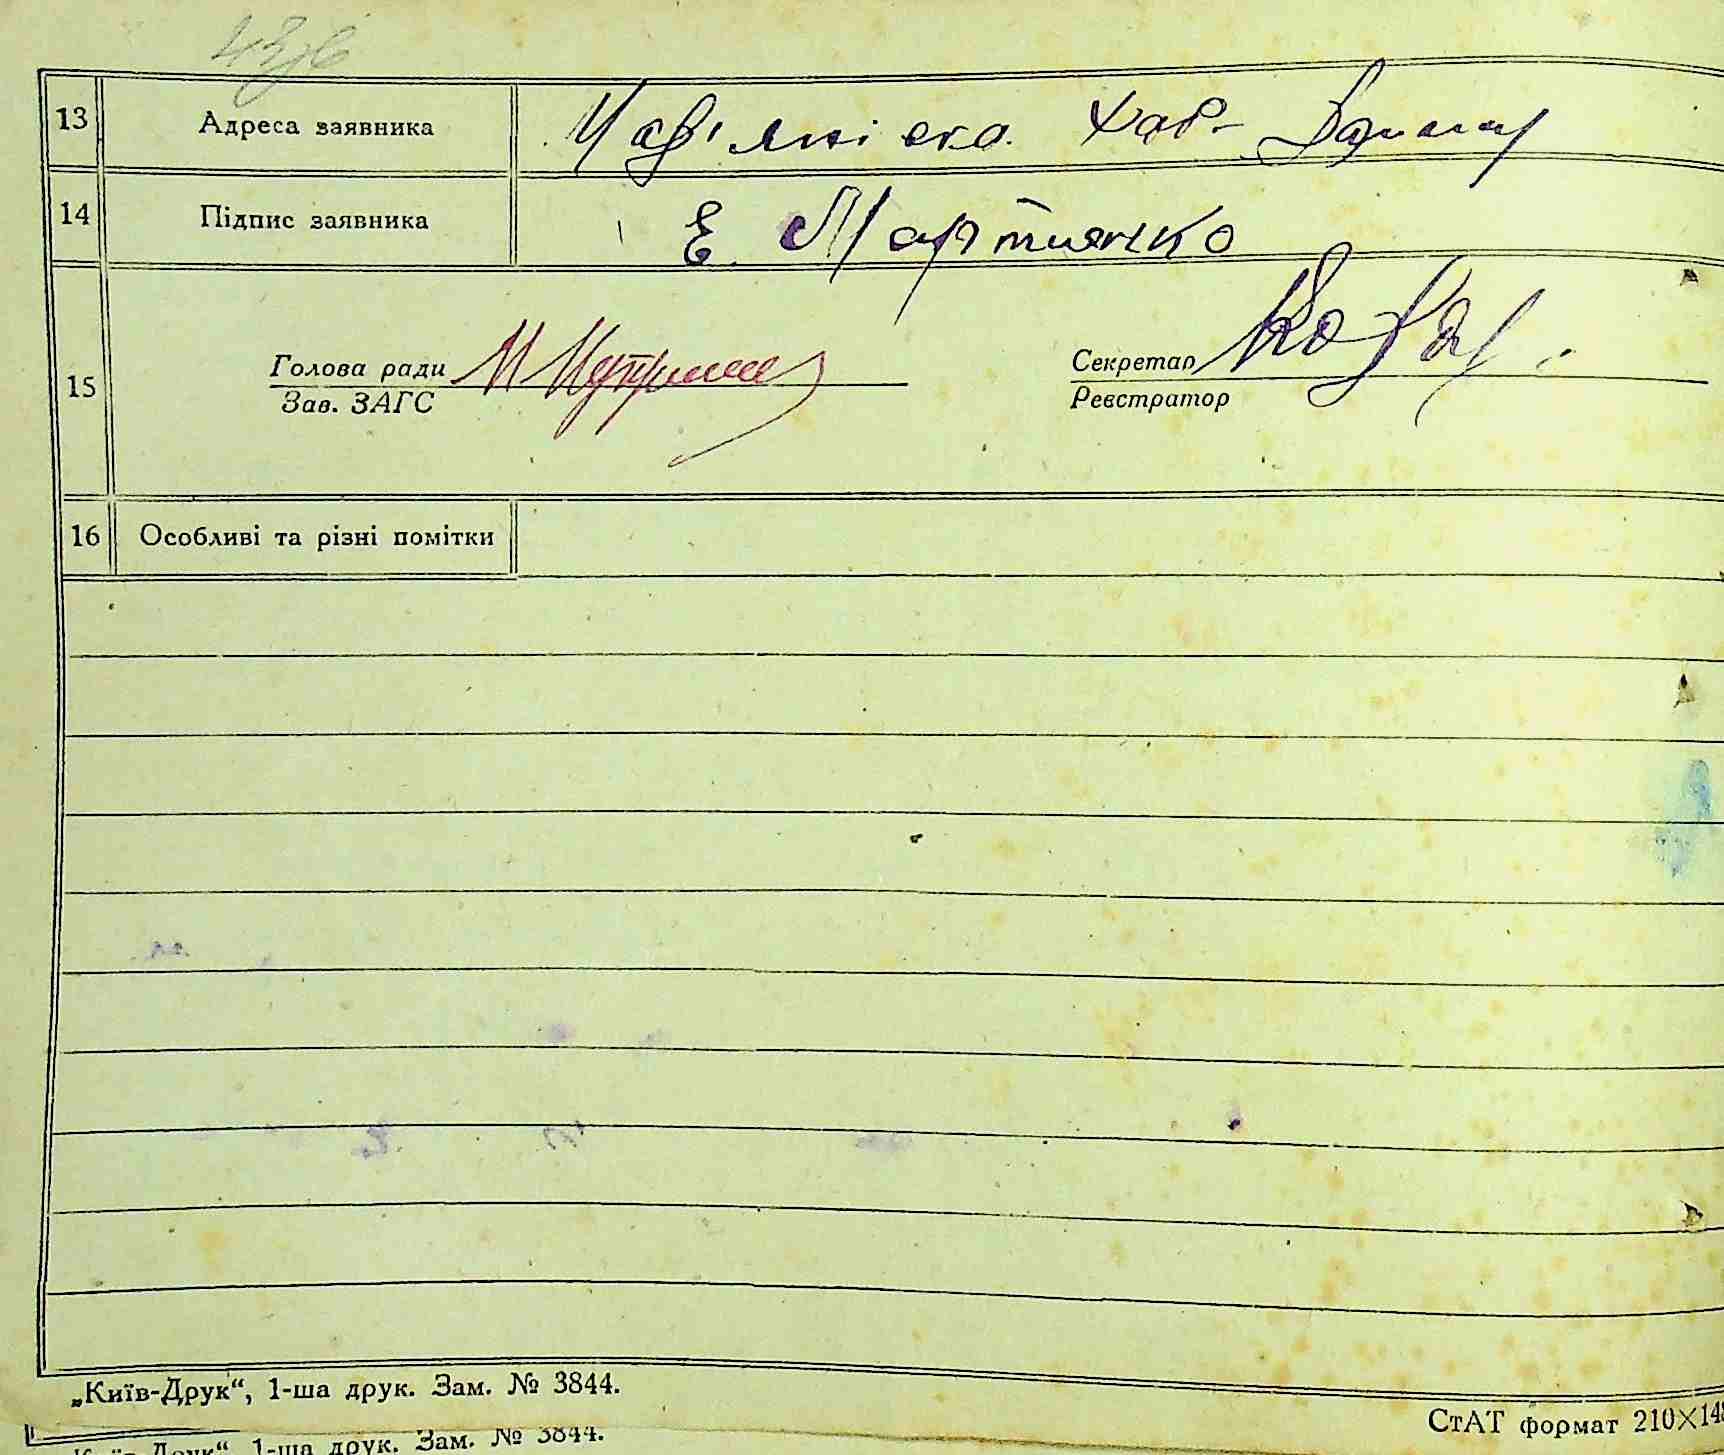 43зв
13 Адреса заявника
14 Підпис заявника Е. Мартиенко
15 Голова ради Секретар
Зав. ЗАГС Реєстратор
16 Особливі та різні помітки
„Київ-Друк“, 1-ша друк. Зам. № 3844.
СтАТ формат 210×148
„Київ-Друк“, 1-ша друк. Зам. № 3844.